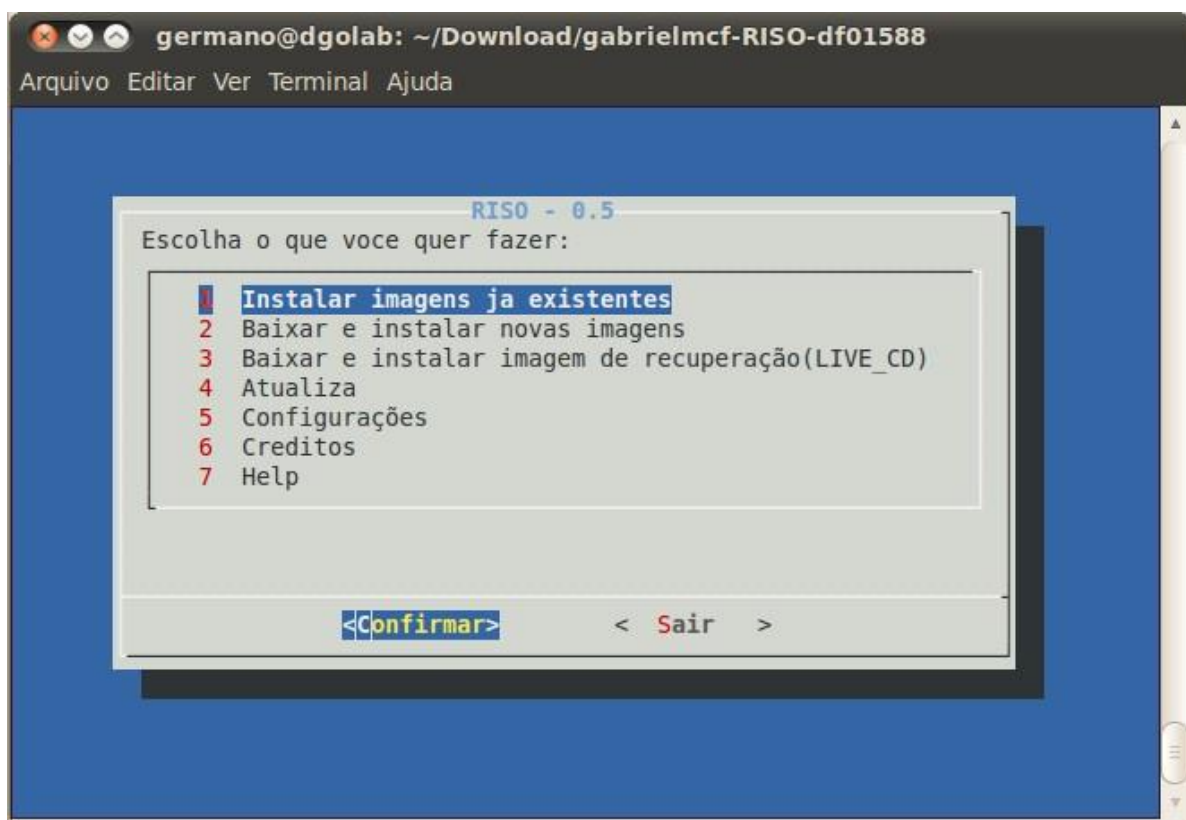 germano@dgolab: ~/Download/gabrielmcf-RISO-df01588
Arquivo Editar Ver Terminal Ajuda
RISO - 0.5
Escolha o que voce quer fazer:
1 Instalar imagens ja existentes
2 Baixar e instalar novas imagens
3 Baixar e instalar imagem de recuperação(LIVE_CD)
4 Atualiza
5 Configurações
6 Creditos
7 Help
<Confirmar> < Sair >